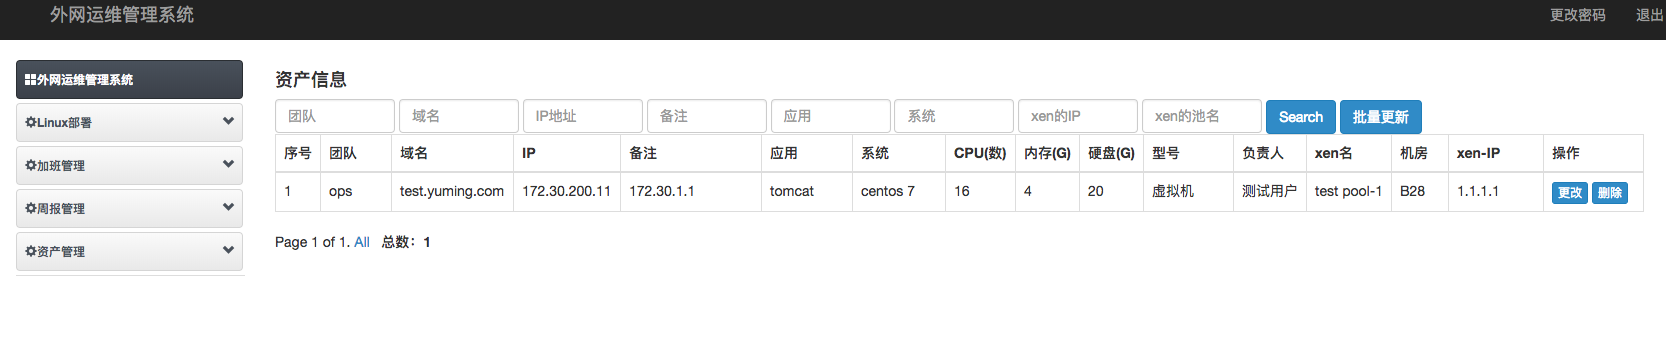 外网运维管理系统 更改密码 退出
外网运维管理系统
Linux部署
加班管理
周报管理
资产管理
资产信息
团队 域名 IP地址 备注 应用 系统 xen的IP xen的池名 Search 批量更新
序号 团队 域名 IP 备注 应用 系统 CPU(数) 内存(G) 硬盘(G) 型号 负责人 xen名 机房 xen-IP 操作
1 ops test.yuming.com 172.30.200.11 172.30.1.1 tomcat centos 7 16 4 20 虚拟机 测试用户 test pool-1 B28 1.1.1.1 更改 删除
Page 1 of 1. All 总数：1